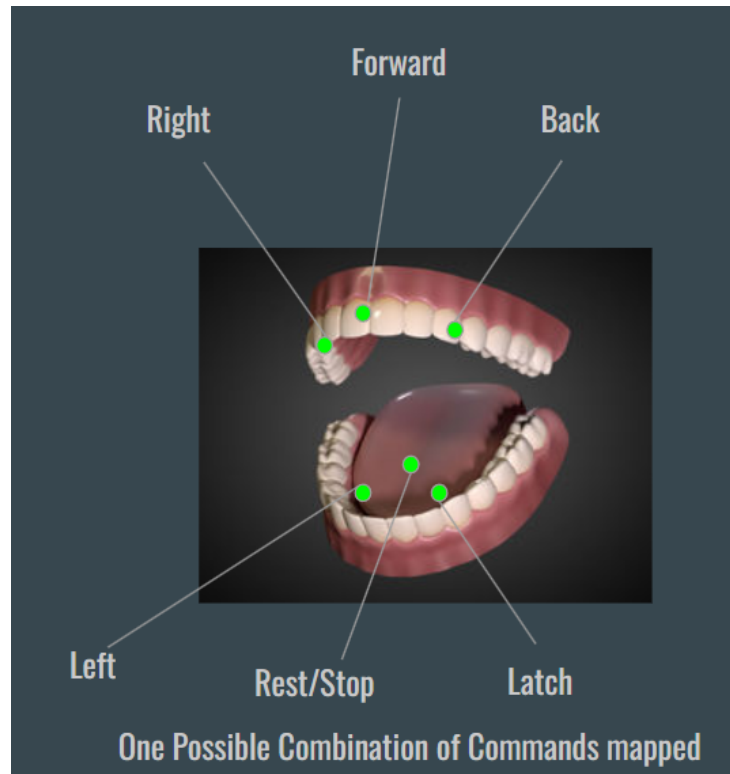 Forward
Right
Back
Left
Rest/Stop
Latch
One Possible Combination of Commands mapped